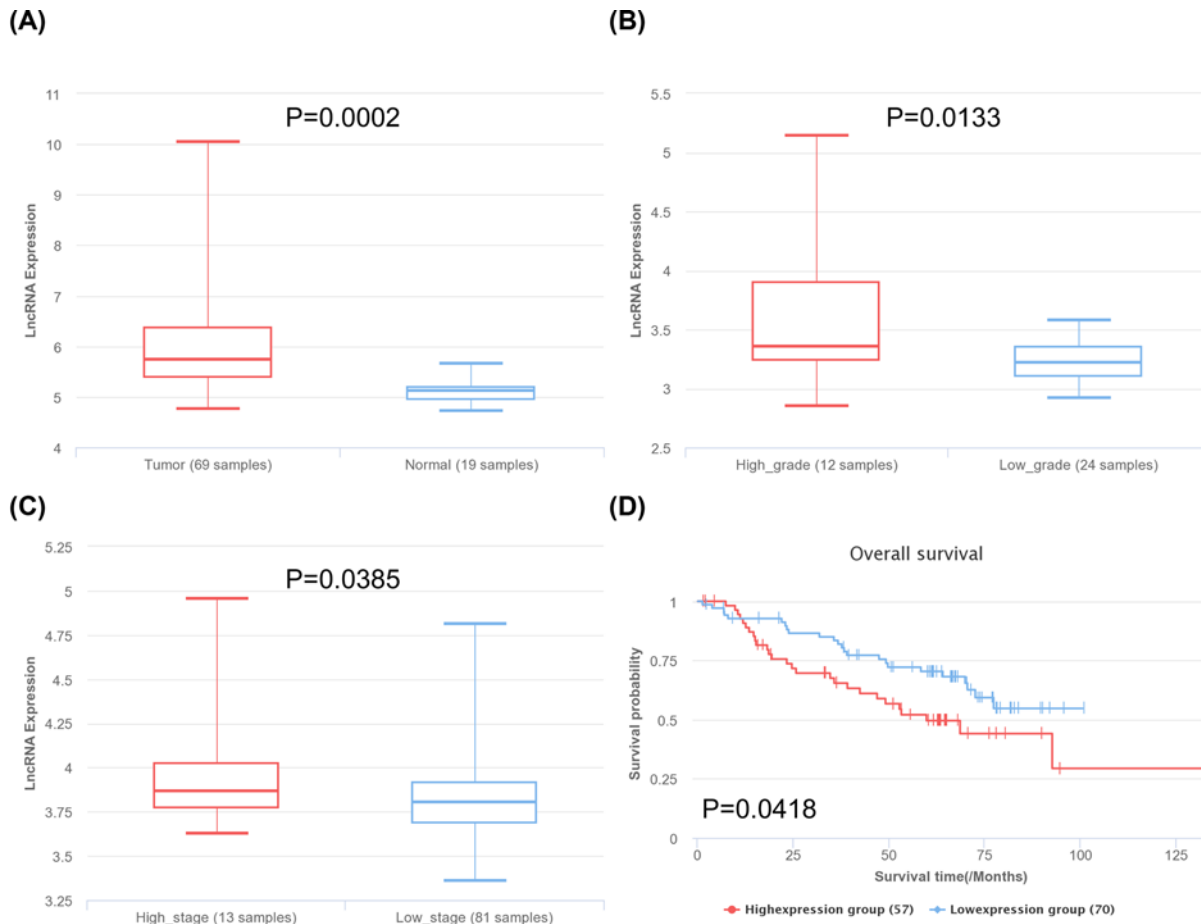 (A)
P=0.0002
LncRNA Expression
11
10
9
8
7
6
5
4
Tumor (69 samples)
Normal (19 samples)
(B)
P=0.0133
LncRNA Expression
5.5
5
4.5
4
3.5
3
2.5
High_grade (12 samples)
Low_grade (24 samples)
(C)
P=0.0385
LncRNA Expression
5.25
5
4.75
4.5
4.25
4
3.75
3.5
3.25
High_stage (13 samples)
Low_stage (81 samples)
(D)
Overall survival
Survival probability
1
0.75
0.5
0.25
0
P=0.0418
0
25
50
75
100
125
Survival time(/Months)
Highexpression group (57)
Lowexpression group (70)